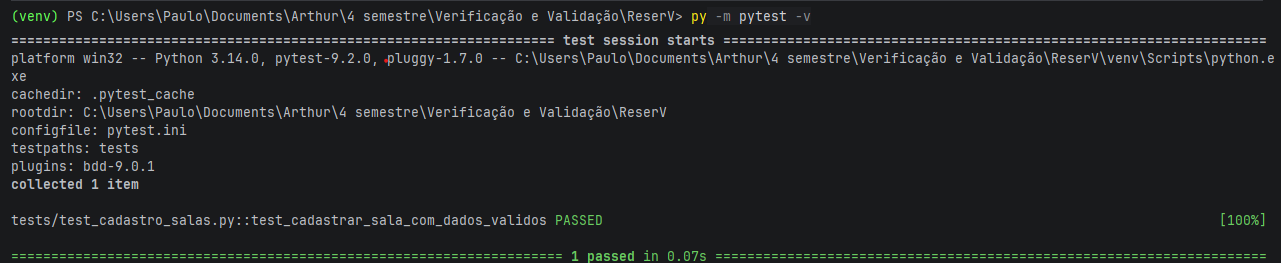 (venv) PS C:\Users\Paulo\Documents\Arthur\4 semestre\Verificação e Validação\ReserV> py -m pytest -v
============================= test session starts =============================
platform win32 -- Python 3.14.0, pytest-9.2.0, pluggy-1.7.0 -- C:\Users\Paulo\Documents\Arthur\4 semestre\Verificação e Validação\ReserV\venv\Scripts\python.e
xe
cachedir: .pytest_cache
rootdir: C:\Users\Paulo\Documents\Arthur\4 semestre\Verificação e Validação\ReserV
configfile: pytest.ini
testpaths: tests
plugins: bdd-9.0.1
collected 1 item
tests/test_cadastro_salas.py::test_cadastrar_sala_com_dados_validos PASSED [100%]
============================= 1 passed in 0.07s =============================